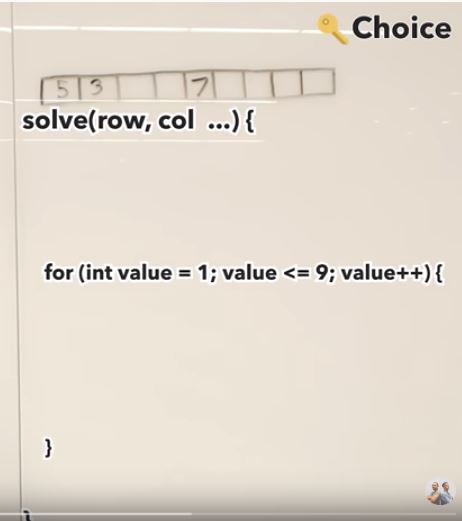 🔑 Choice
5 3 7
solve(row, col ...) {
for (int value = 1; value <= 9; value++) {
}
}